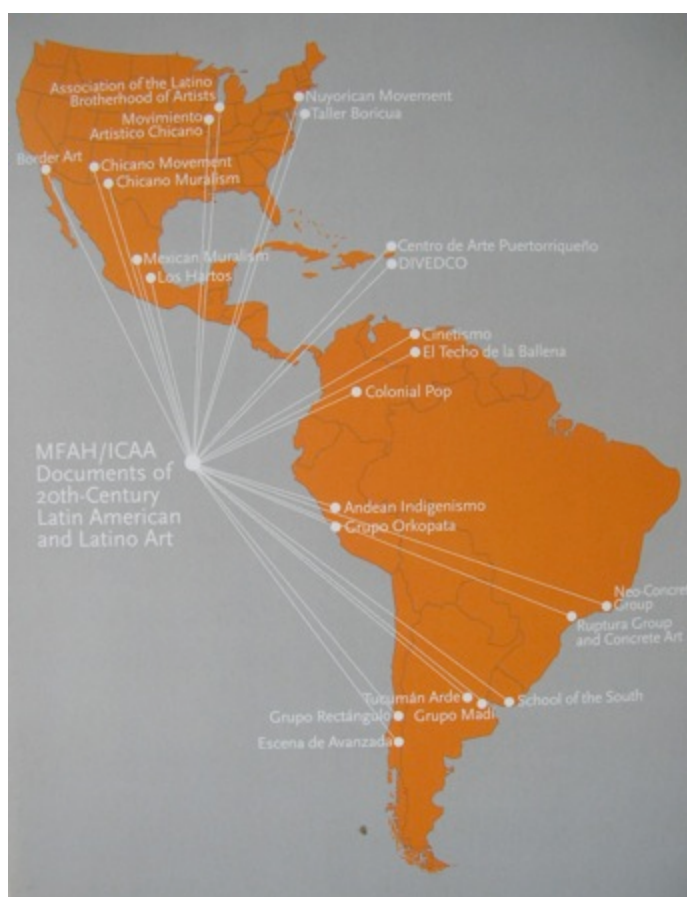 Association of the Latino
Brotherhood of Artists
Movimiento
Artistico Chicano
Nuyorican Movement
Taller Boricua
Border Art
Chicano Movement
Chicano Muralism
Mexican Muralism
Los Hartos
Centro de Arte Puertorriqueño
DIVEDCO
Cinetismo
El Techo de la Ballena
Colonial Pop
MFAH/ICAA
Documents of
20th-Century
Latin American
and Latino Art
Andean Indigenismo
Grupo Orkopata
Neo-Concret
Group
Ruptura Group
and Concrete Art
Tucumán Arde
School of the South
Grupo Rectángulo
Grupo Madí
Escena de Avanzada